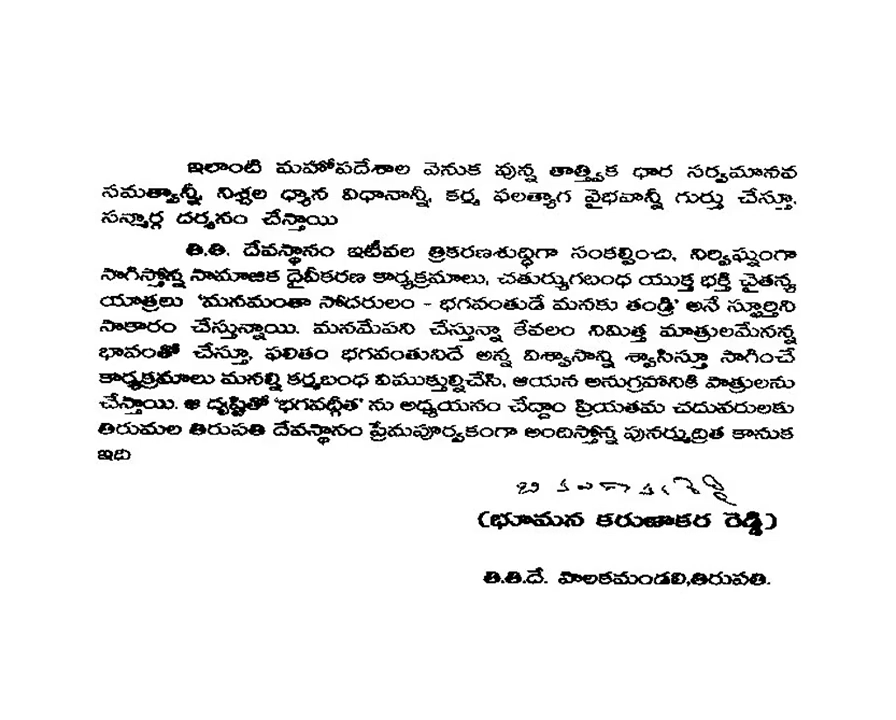 ఇలాంటి మహోపదేశాల వెనుక వున్న తాత్త్విక ధార సర్వమానవ
సమత్వాన్నీ, నిశ్చల ధ్యాన విధానాన్నీ, కర్మ ఫలత్యాగ వైభవాన్నీ గుర్తు చేస్తూ,
సన్మార్గ దర్శనం చేస్తాయి
తి.తి. దేవస్థానం ఇటీవల త్రికరణశుద్ధిగా సంకల్పించి, నిర్విఘ్నంగా
సాగిస్తోన్న సామాజిక ధైవీకరణ కార్యక్రమాలు, చతుర్యుగబంధ యుక్త భక్తి చైతన్య
యాత్రలు 'మనమంతా సోదరులం - భగవంతుడే మనకు తండ్రి' అనే స్ఫూర్తిని
సాకారం చేస్తున్నాయి. మనమేపని చేస్తున్నా కేవలం నిమిత్త మాత్రులమేనన్న
భావంతో చేస్తూ, ఫలితం భగవంతునిదే అన్న విశ్వాసాన్ని శ్వాసిస్తూ సాగించే
కార్యక్రమాలు మనల్ని కర్మబంధ విముక్తుల్నిచేసి, ఆయన అనుగ్రహానికి పాత్రులను
చేస్తాయి. ఆ దృష్టితో 'భగవద్గీత' ను అధ్యయనం చేద్దాం ప్రియతమ చదువరులకు
తిరుమల తిరుపతి దేవస్థానం ప్రేమపూర్వకంగా అందిస్తోన్న పునర్ముద్రిత కానుక
ఇది
(భూమన కరుణాకర రెడ్డి)
తి.తి.దే. పాలకమండలి,తిరుపతి.